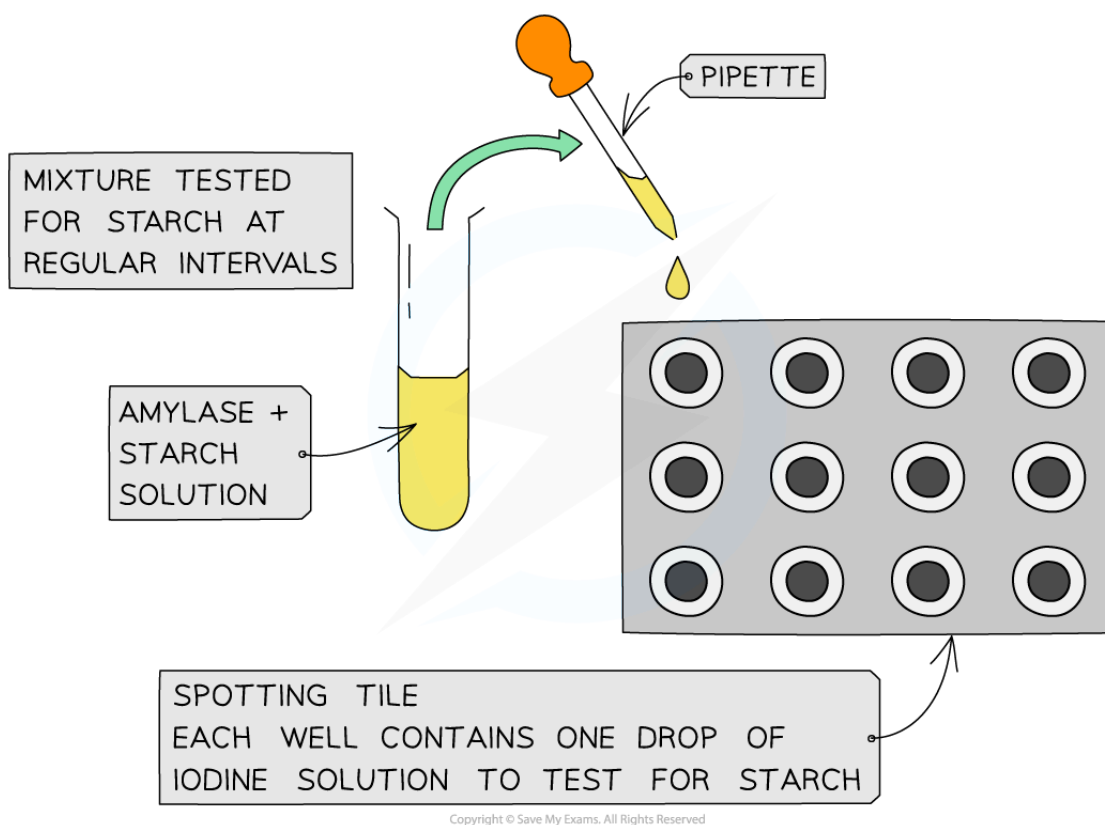 PIPETTE
MIXTURE TESTED
FOR STARCH AT
REGULAR INTERVALS
AMYLASE +
STARCH
SOLUTION
SPOTTING TILE
EACH WELL CONTAINS ONE DROP OF
IODINE SOLUTION TO TEST FOR STARCH
Copyright © Save My Exams. All Rights Reserved